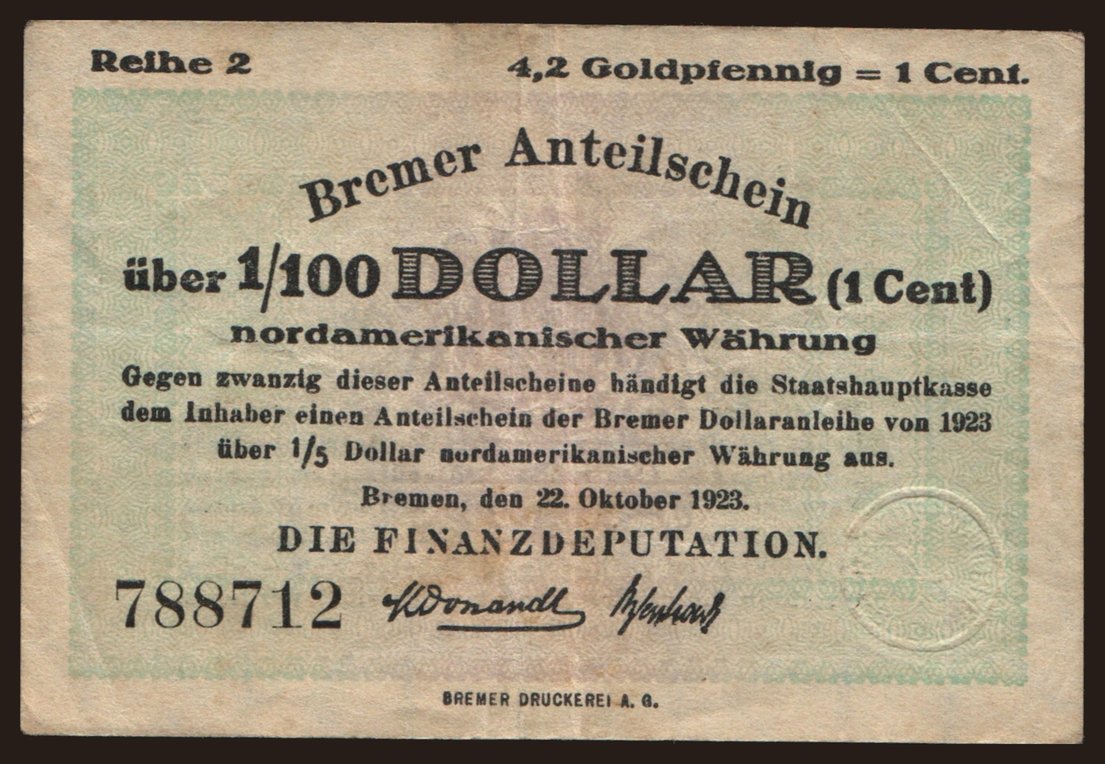 Reihe 2
4,2 Goldpfennig = 1 Cent.
Bremer Anteilschein
über 1/100 DOLLAR (1 Cent)
nordamerikanischer Währung
Gegen zwanzig dieser Anteilscheine händigt die Staatshauptkasse
dem Inhaber einen Anteilschein der Bremer Dollaranleihe von 1923
über 1/5 Dollar nordamerikanischer Währung aus.
Bremen, den 22. Oktober 1923.
DIE FINANZDEPUTATION.
788712 Donandt
BREMER DRUCKEREI A. G.